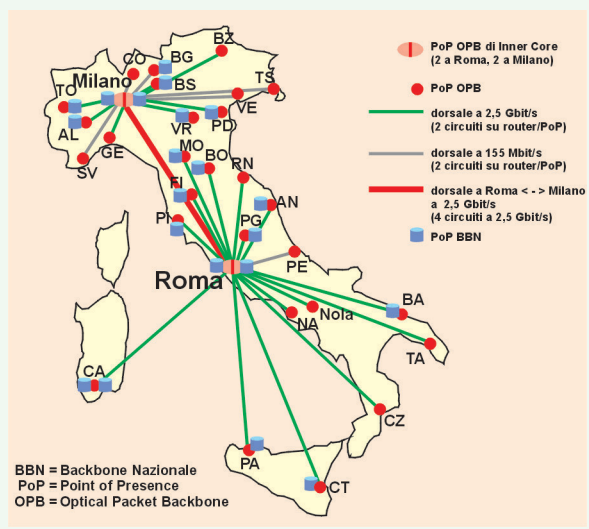 BZ
CO
BG
BS
Milano
TO
TS
VE
AL
VR
PD
GE
SV
MO
BO
RN
FI
AN
PI
PG
PE
Roma
NA
Nola
BA
TA
CA
CZ
PA
CT
PoP OPB di Inner Core
(2 a Roma, 2 a Milano)
PoP OPB
dorsale a 2,5 Gbit/s
(2 circuiti su router/PoP)
dorsale a 155 Mbit/s
(2 circuiti su router/PoP)
dorsale a Roma < - > Milano
a 2,5 Gbit/s
(4 circuiti a 2,5 Gbit/s)
PoP BBN
BBN = Backbone Nazionale
PoP = Point of Presence
OPB = Optical Packet Backbone